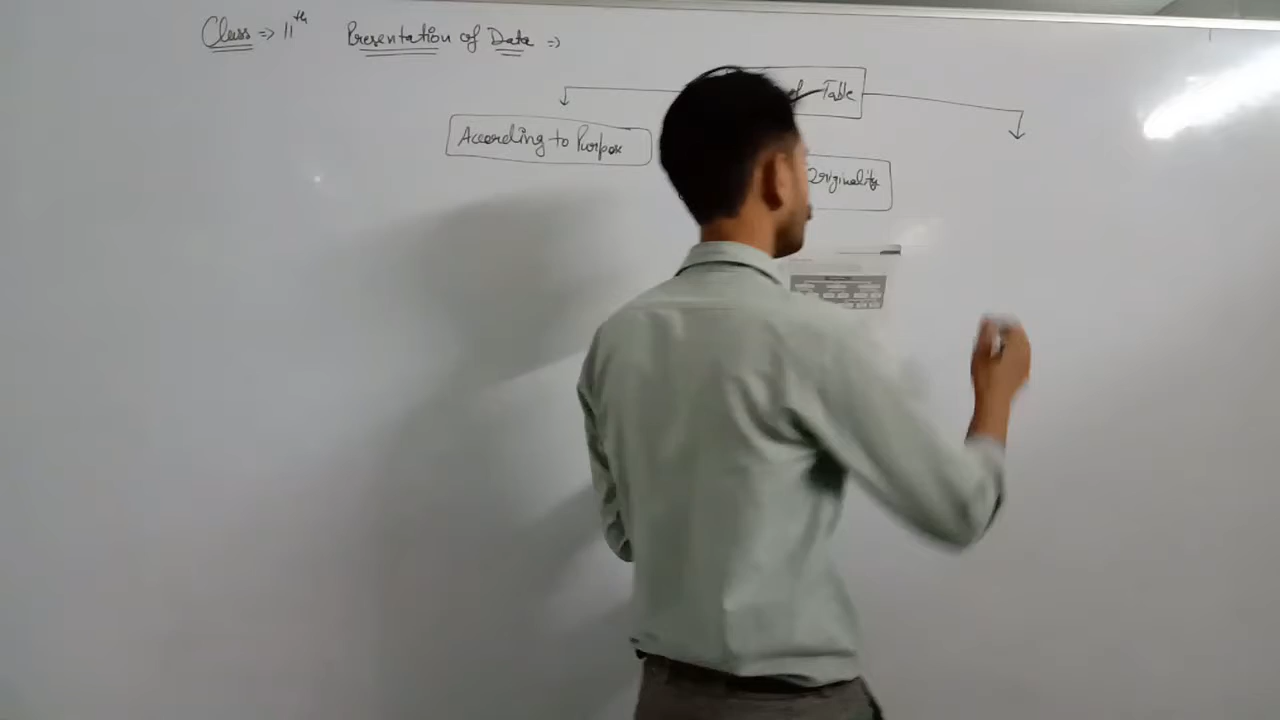 Class => 11th Presentation of Data =>
of Table
According to Purpose
Originality